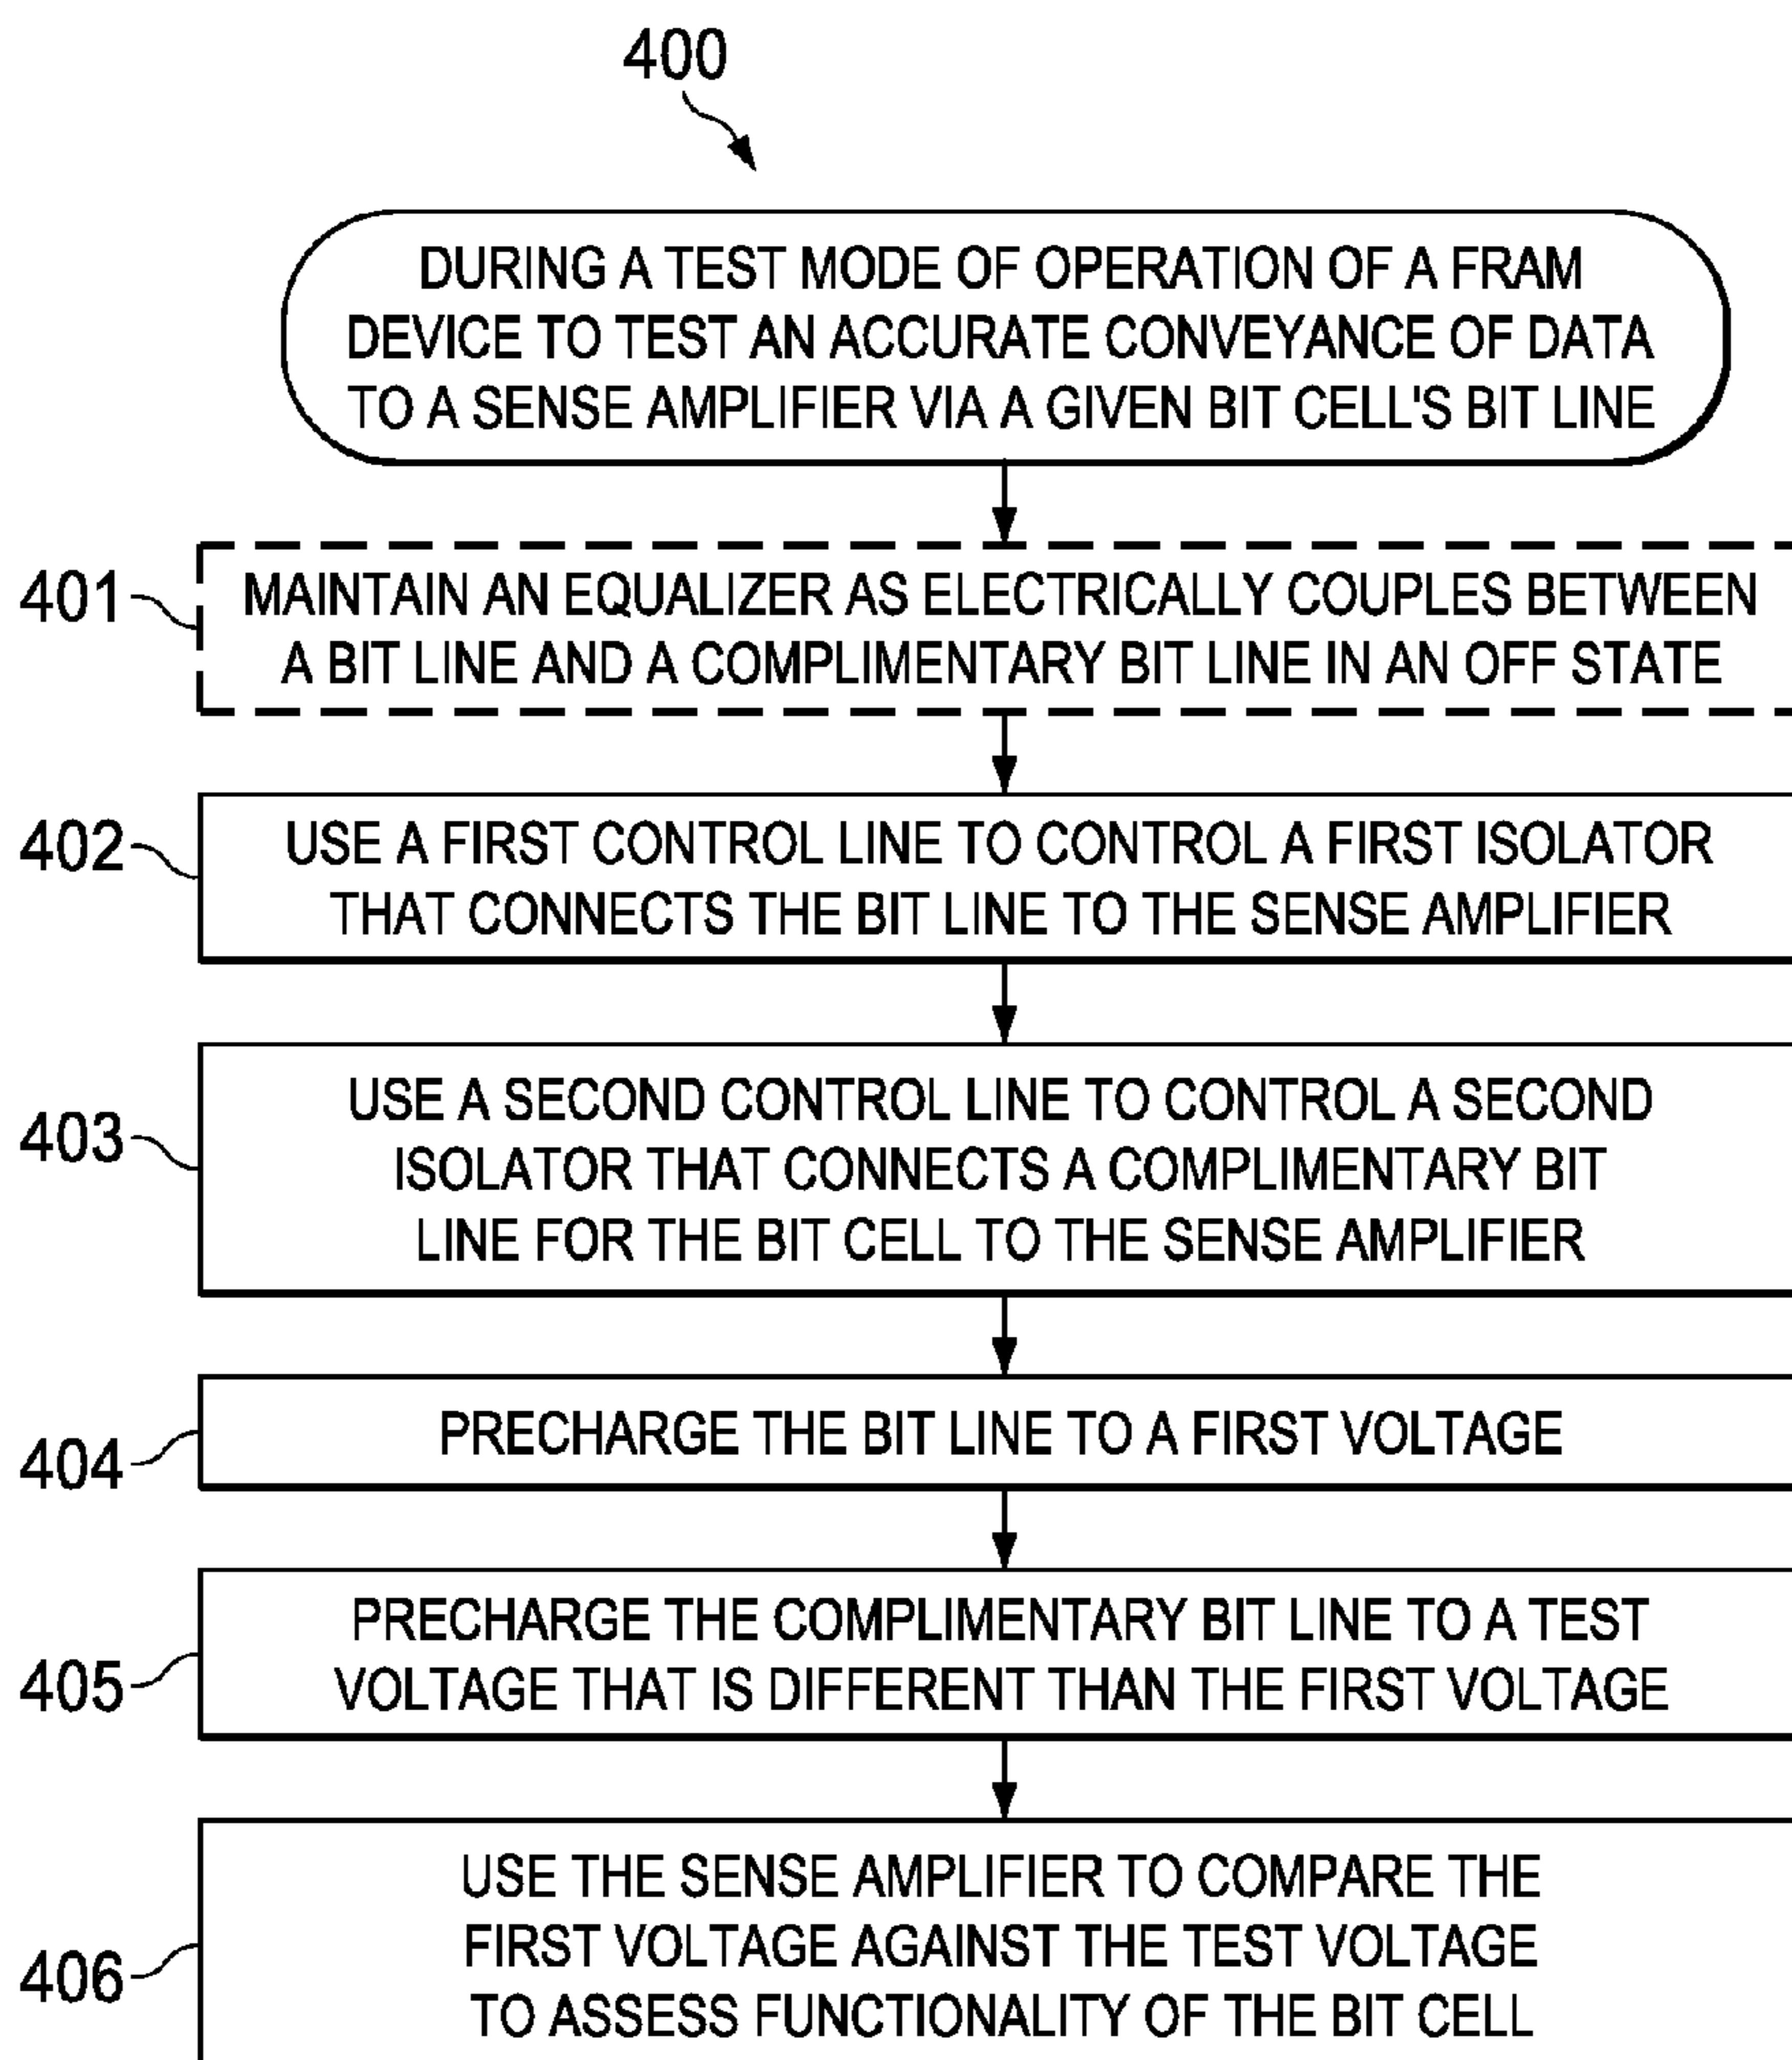 400
DURING A TEST MODE OF OPERATION OF A FRAM
DEVICE TO TEST AN ACCURATE CONVEYANCE OF DATA
TO A SENSE AMPLIFIER VIA A GIVEN BIT CELL'S BIT LINE
401
MAINTAIN AN EQUALIZER AS ELECTRICALLY COUPLES BETWEEN
A BIT LINE AND A COMPLIMENTARY BIT LINE IN AN OFF STATE
402
USE A FIRST CONTROL LINE TO CONTROL A FIRST ISOLATOR
THAT CONNECTS THE BIT LINE TO THE SENSE AMPLIFIER
403
USE A SECOND CONTROL LINE TO CONTROL A SECOND
ISOLATOR THAT CONNECTS A COMPLIMENTARY BIT
LINE FOR THE BIT CELL TO THE SENSE AMPLIFIER
404
PRECHARGE THE BIT LINE TO A FIRST VOLTAGE
405
PRECHARGE THE COMPLIMENTARY BIT LINE TO A TEST
VOLTAGE THAT IS DIFFERENT THAN THE FIRST VOLTAGE
406
USE THE SENSE AMPLIFIER TO COMPARE THE
FIRST VOLTAGE AGAINST THE TEST VOLTAGE
TO ASSESS FUNCTIONALITY OF THE BIT CELL